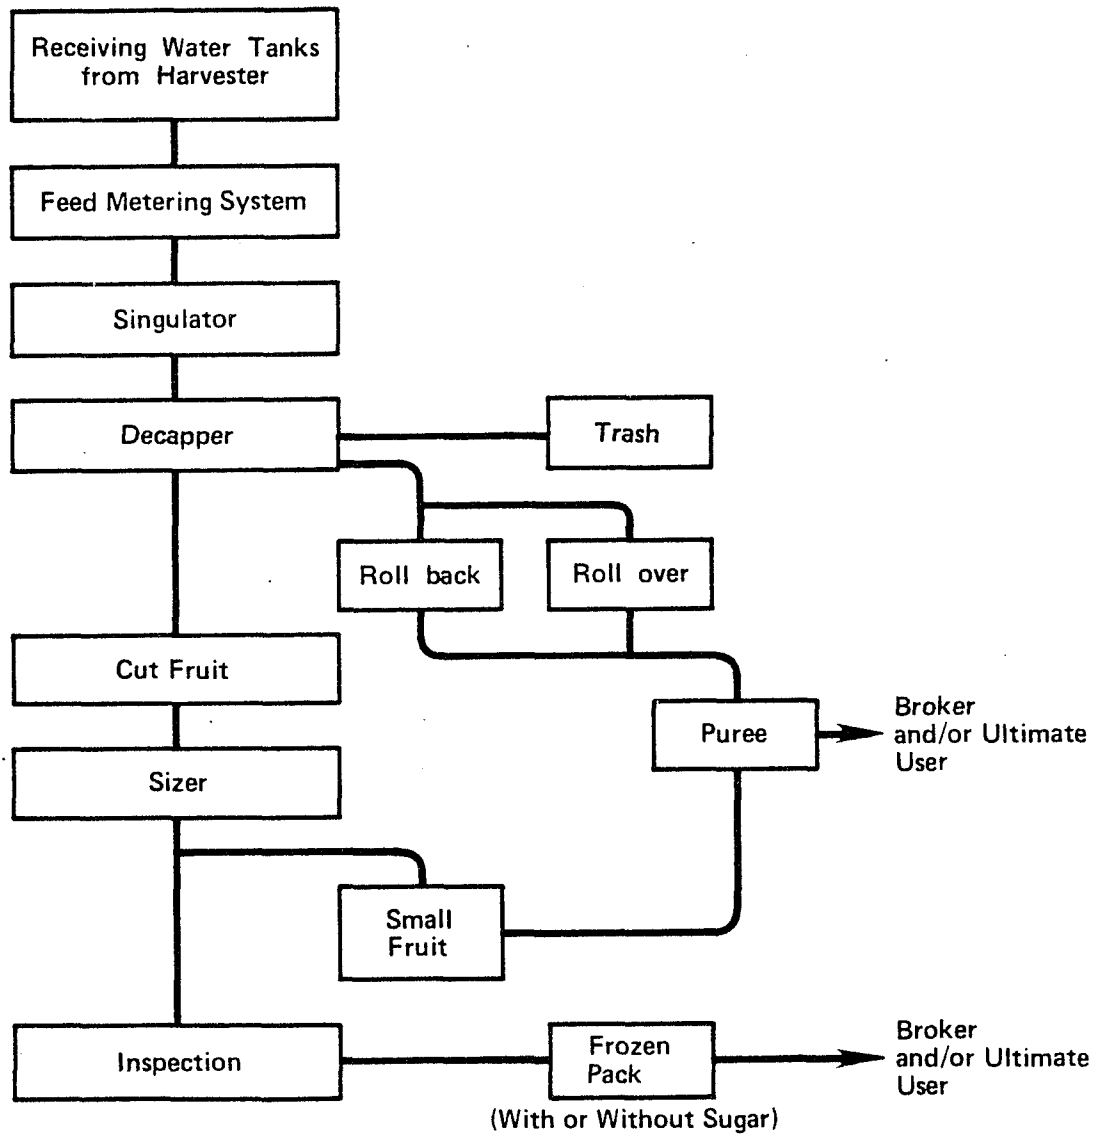 Receiving Water Tanks
from Harvester
Feed Metering System
Singulator
Decapper
Trash
Roll back
Roll over
Cut Fruit
Puree
Broker
and/or Ultimate
User
Sizer
Small
Fruit
Inspection
Frozen
Pack
Broker
and/or Ultimate
User
(With or Without Sugar)